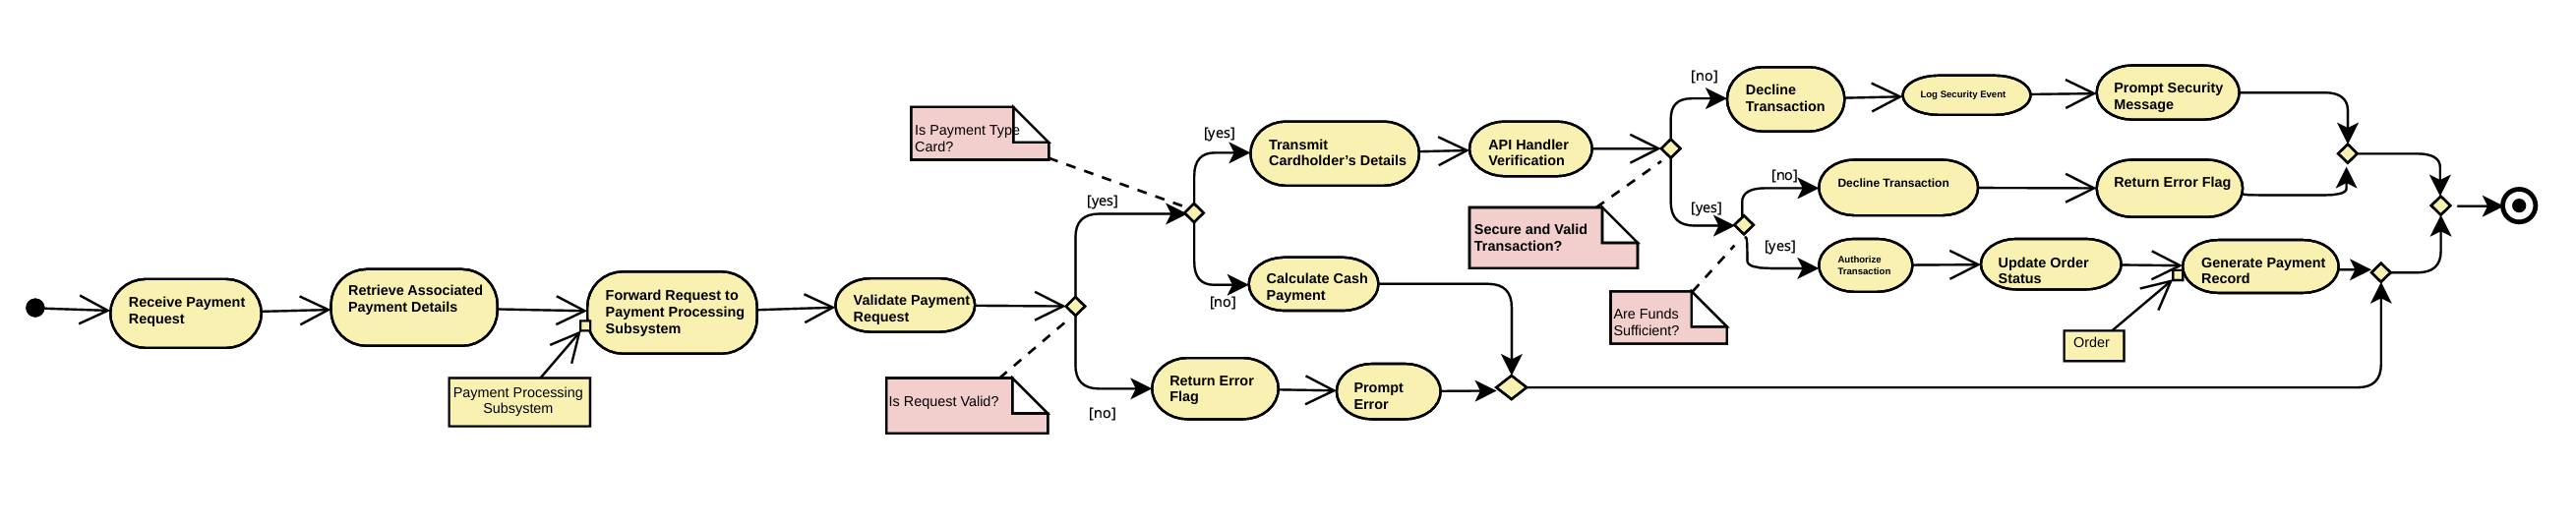 Receive Payment
Request
Retrieve Associated
Payment Details
Payment Processing
Subsystem
Forward Request to
Payment Processing
Subsystem
Validate Payment
Request
Is Request Valid?
[yes]
[no]
Is Payment Type
Card?
Return Error
Flag
Prompt
Error
[yes]
[no]
Transmit
Cardholder’s Details
Calculate Cash
Payment
API Handler
Verification
Secure and Valid
Transaction?
[no]
[yes]
Decline
Transaction
Log Security Event
Prompt Security
Message
Are Funds
Sufficient?
[no]
[yes]
Decline Transaction
Return Error Flag
Authorize
Transaction
Update Order
Status
Order
Generate Payment
Record